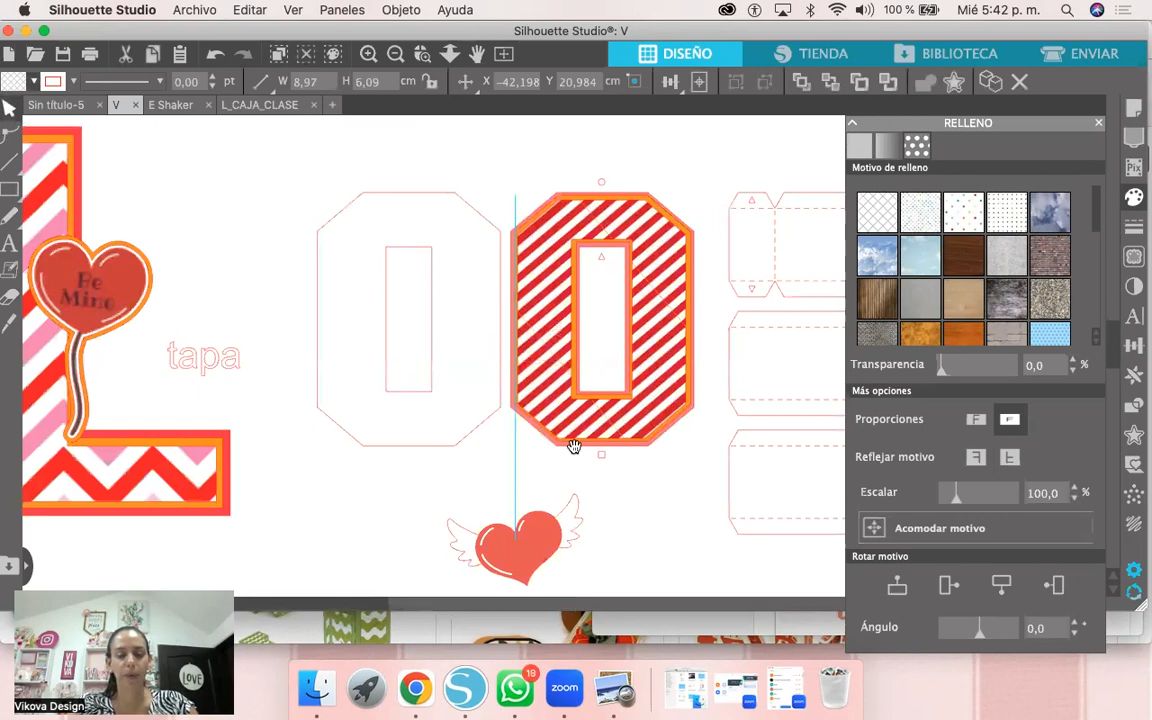 Silhouette Studio Archivo Editar Ver Paneles Objeto Ayuda 100 % Mié 5:42 p. m.
Silhouette Studio®: V
DISEÑO TIENDA BIBLIOTECA ENVIAR
0,00 pt W 8,97 H 6,09 cm X -42,198 Y 20,984 cm
Sin título-5 V E Shaker L_CAJA_CLASE
RELLENO
Motivo de relleno
Be
Mine
tapa
Transparencia 0,0 %
Más opciones
Proporciones
Reflejar motivo
Escalar 100,0 %
Acomodar motivo
Rotar motivo
Ángulo 0,0 °
LOVE
Vikova Design
18
zoom